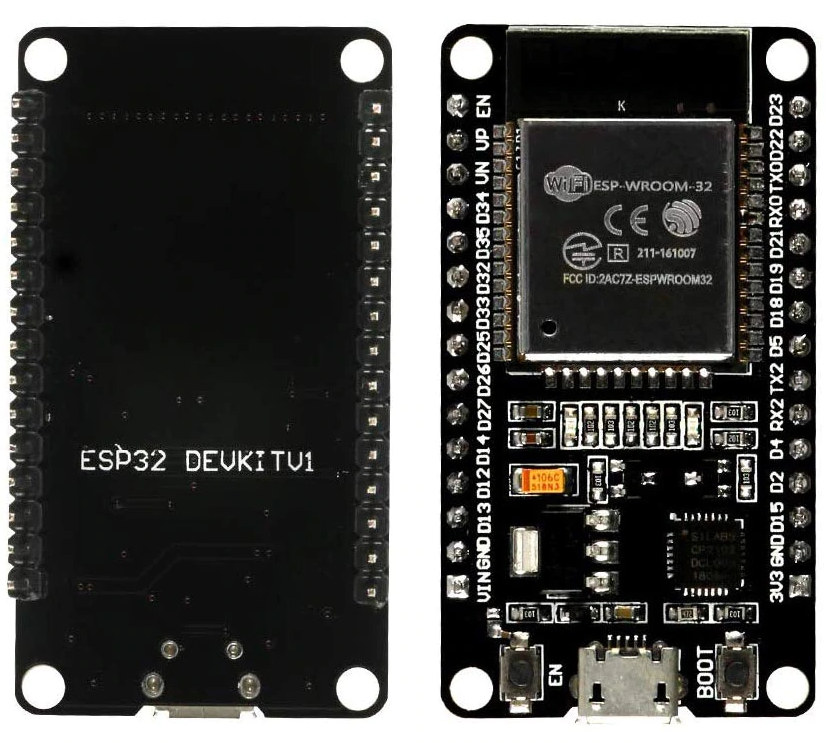 ESP32 DEVKITV1
K
WiFi ESP-WROOM-32
CE
R 211-161007
FCC ID:2AC7Z-ESPWROOM32
EN
VP
VN
D34
D35
D32
D33
D25
D26
D27
D14
D12
D13
GND
VIN
D23
D22
TX0
RX0
D21
D19
D18
D5
TX2
RX2
D4
D2
D15
GND
3V3
106C
518N3
SILABS
EN
BOOT